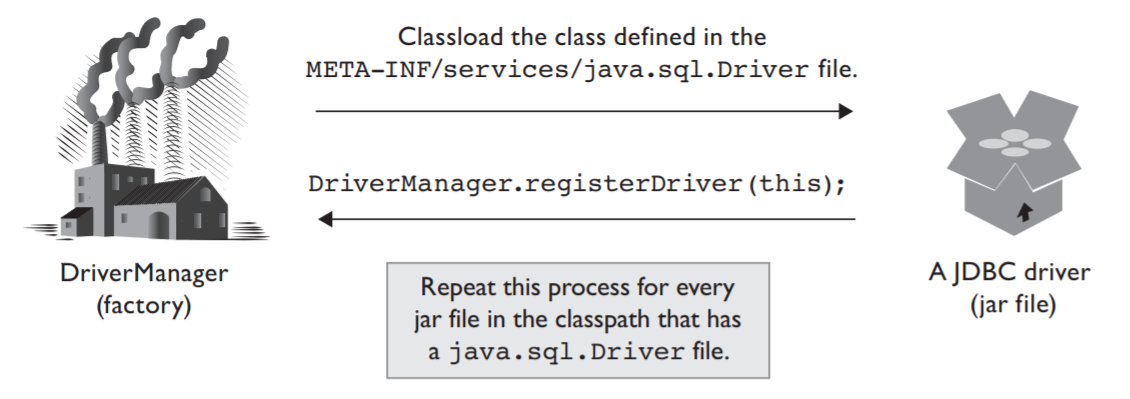 Classload the class defined in the
META-INF/services/java.sql.Driver file.
DriverManager.registerDriver(this);
DriverManager
(factory)
Repeat this process for every
jar file in the classpath that has
a java.sql.Driver file.
A JDBC driver
(jar file)